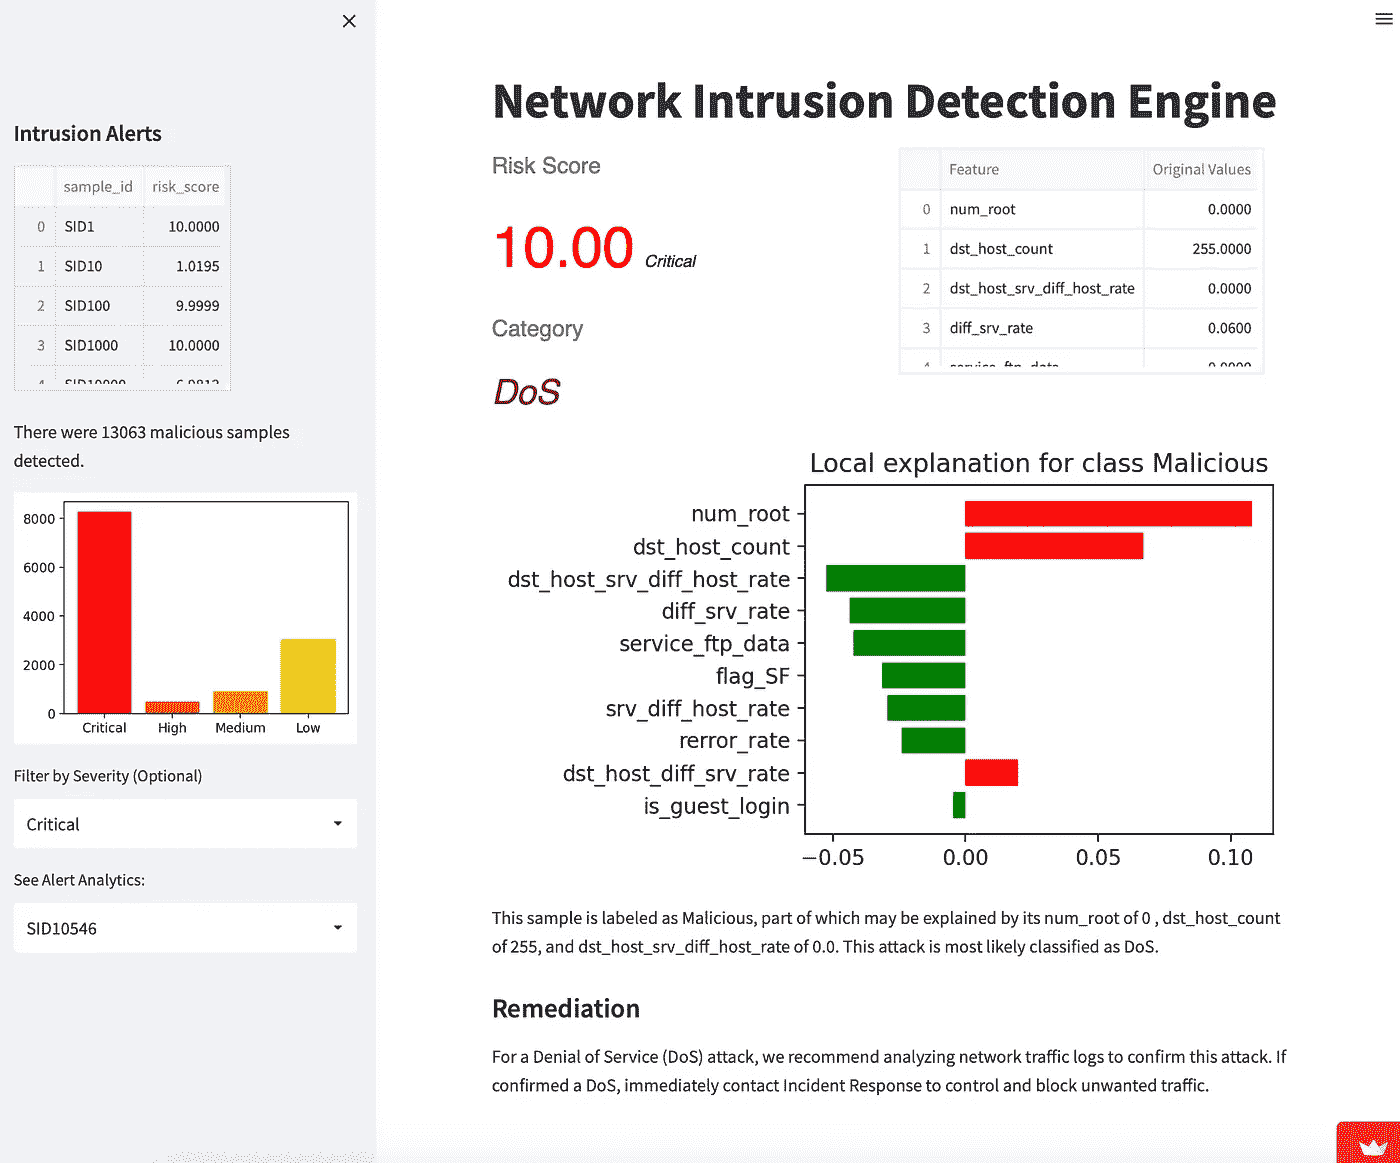 Intrusion Alerts
sample_id risk_score
0 SID1 10.0000
1 SID10 1.0195
2 SID100 9.9999
3 SID1000 10.0000
4 SID10000 6.9812
There were 13063 malicious samples
detected.
8000
6000
4000
2000
0
Critical High Medium Low
Filter by Severity (Optional)
Critical
See Alert Analytics:
SID10546
Network Intrusion Detection Engine
Risk Score
10.00 Critical
Category
DoS
Feature Original Values
0 num_root 0.0000
1 dst_host_count 255.0000
2 dst_host_srv_diff_host_rate 0.0000
3 diff_srv_rate 0.0600
4 service_ftp_data 0.0000
Local explanation for class Malicious
num_root
dst_host_count
dst_host_srv_diff_host_rate
diff_srv_rate
service_ftp_data
flag_SF
srv_diff_host_rate
rerror_rate
dst_host_diff_srv_rate
is_guest_login
−0.05 0.00 0.05 0.10
This sample is labeled as Malicious, part of which may be explained by its num_root of 0 , dst_host_count
of 255, and dst_host_srv_diff_host_rate of 0.0. This attack is most likely classified as DoS.
Remediation
For a Denial of Service (DoS) attack, we recommend analyzing network traffic logs to confirm this attack. If
confirmed a DoS, immediately contact Incident Response to control and block unwanted traffic.